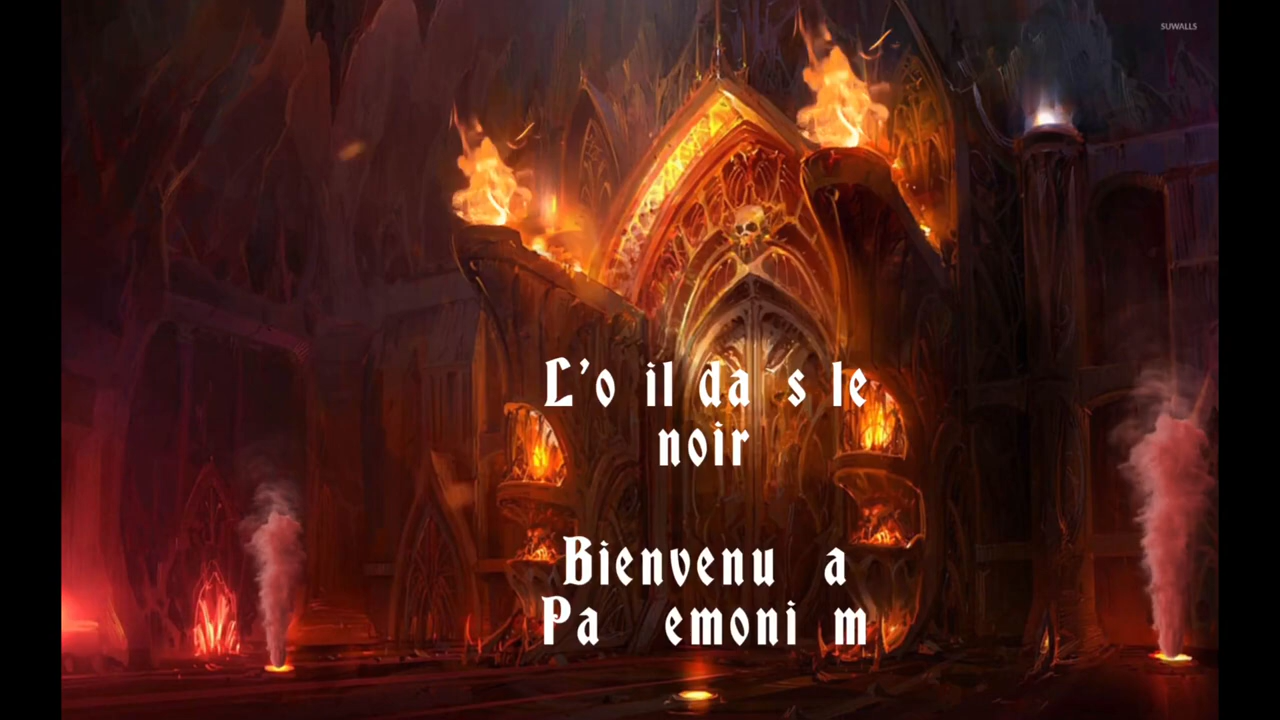 SUWALLS
L'o il da s le
noir
Bienvenu a
Pa emoni m